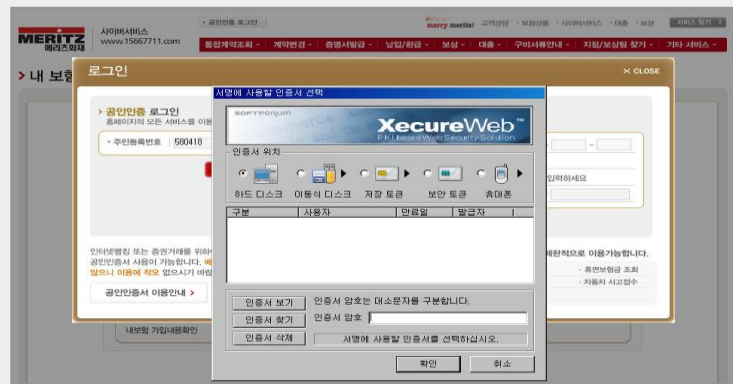 MERITZ
메리츠화재
사이버서비스
www.15667711.com
공인인증 로그인
merry meritz! 고객상담 · 보험상품 · 사이버서비스 · 대출 · 보상
서비스 찾기 >
통합계약조회 계약변경 증명서발급 납입/환급 보상 대출 구비서류안내 지점/보상팀 찾기 기타 서비스
> 내 보험
로그인
× CLOSE
> 공인인증 로그인
홈페이지의 모든 서비스를 이용
· 주민등록번호 580418
입력하세요
인터넷뱅킹 또는 증권거래를 위하
공인인증서 사용이 가능합니다.
않으니 이용에 착오 없으시기 바랍
공인인증서 이용안내 >
제한적으로 이용가능합니다.
· 휴면보험금 조회
· 자동차 사고접수
내보험 가입내용확인
서명에 사용할 인증서 선택
SOFTFORUM
XecureWeb™
PKI based Web Security Solution
인증서 위치
하드 디스크 이동식 디스크 저장 토큰 보안 토큰 휴대폰
구분 사용자 만료일 발급자
인증서 보기 인증서 암호는 대소문자를 구분합니다.
인증서 찾기 인증서 암호
인증서 삭제 서명에 사용할 인증서를 선택하십시오.
확인 취소